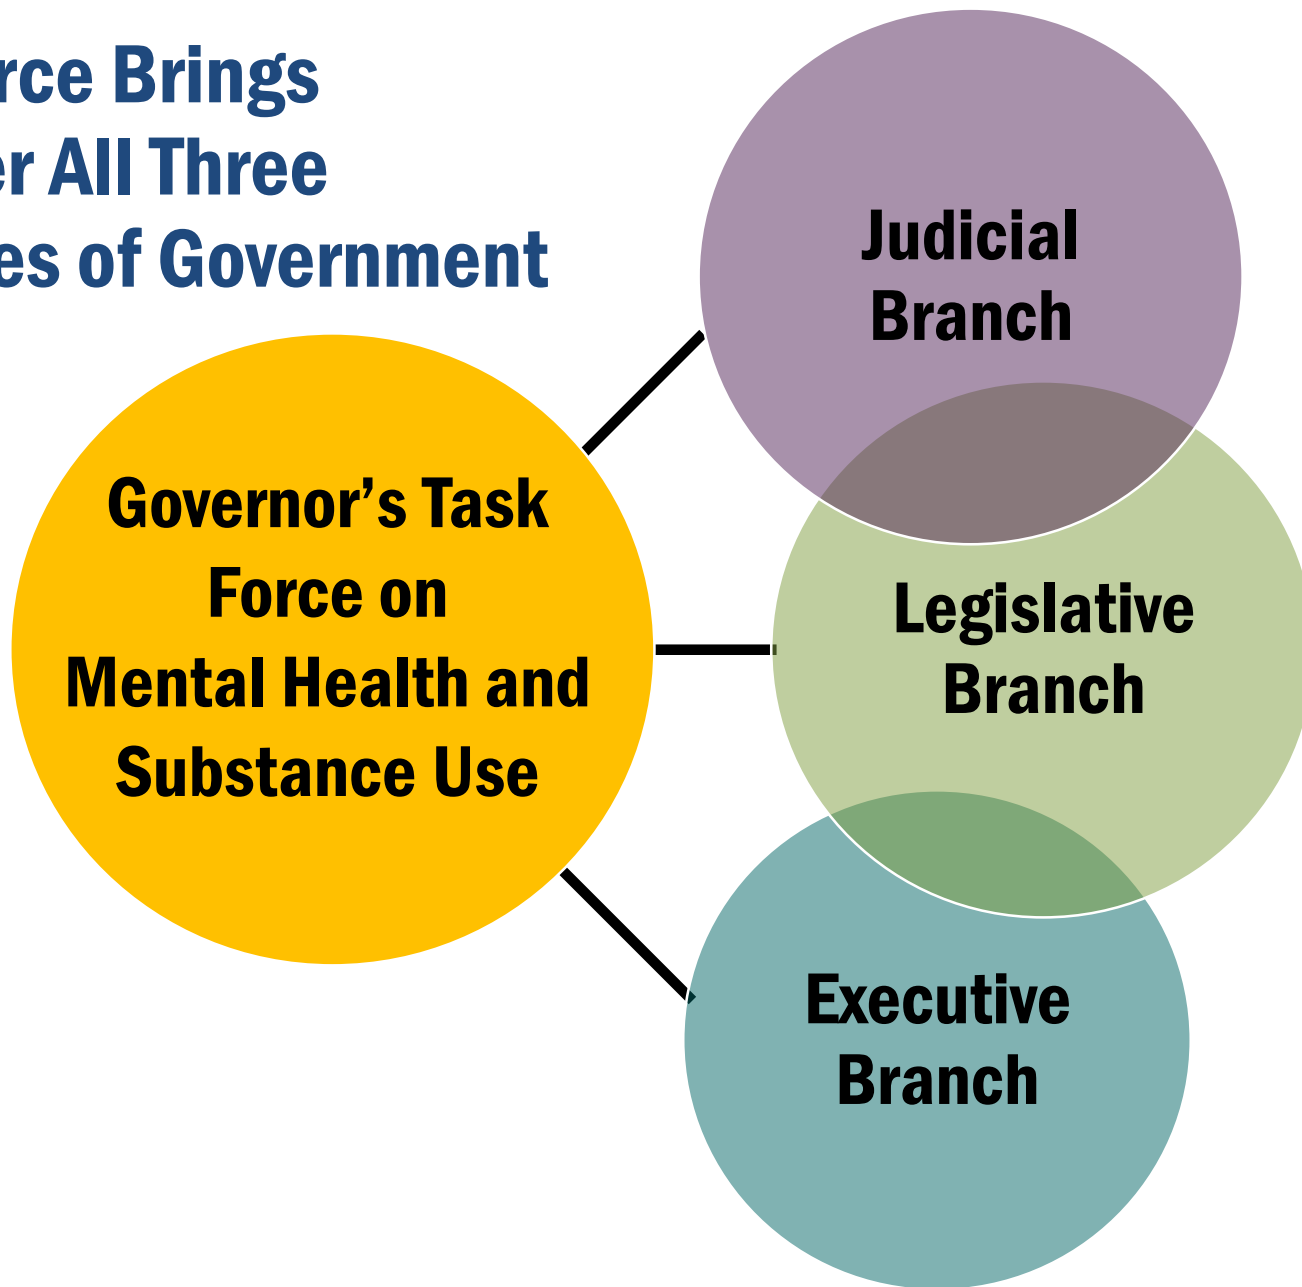 rce Brings
er All Three
es of Government
Judicial
Branch
Governor’s Task
Force on
Mental Health and
Substance Use
Legislative
Branch
Executive
Branch